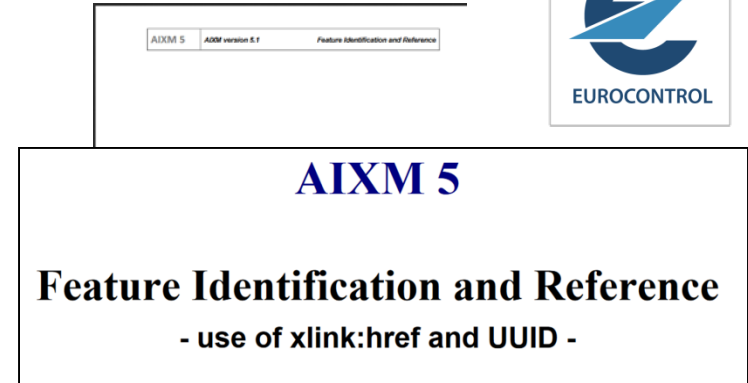 AIXM 5 AIXM version 5.1 Feature Identification and Reference
EUROCONTROL
AIXM 5
Feature Identification and Reference
- use of xlink:href and UUID -